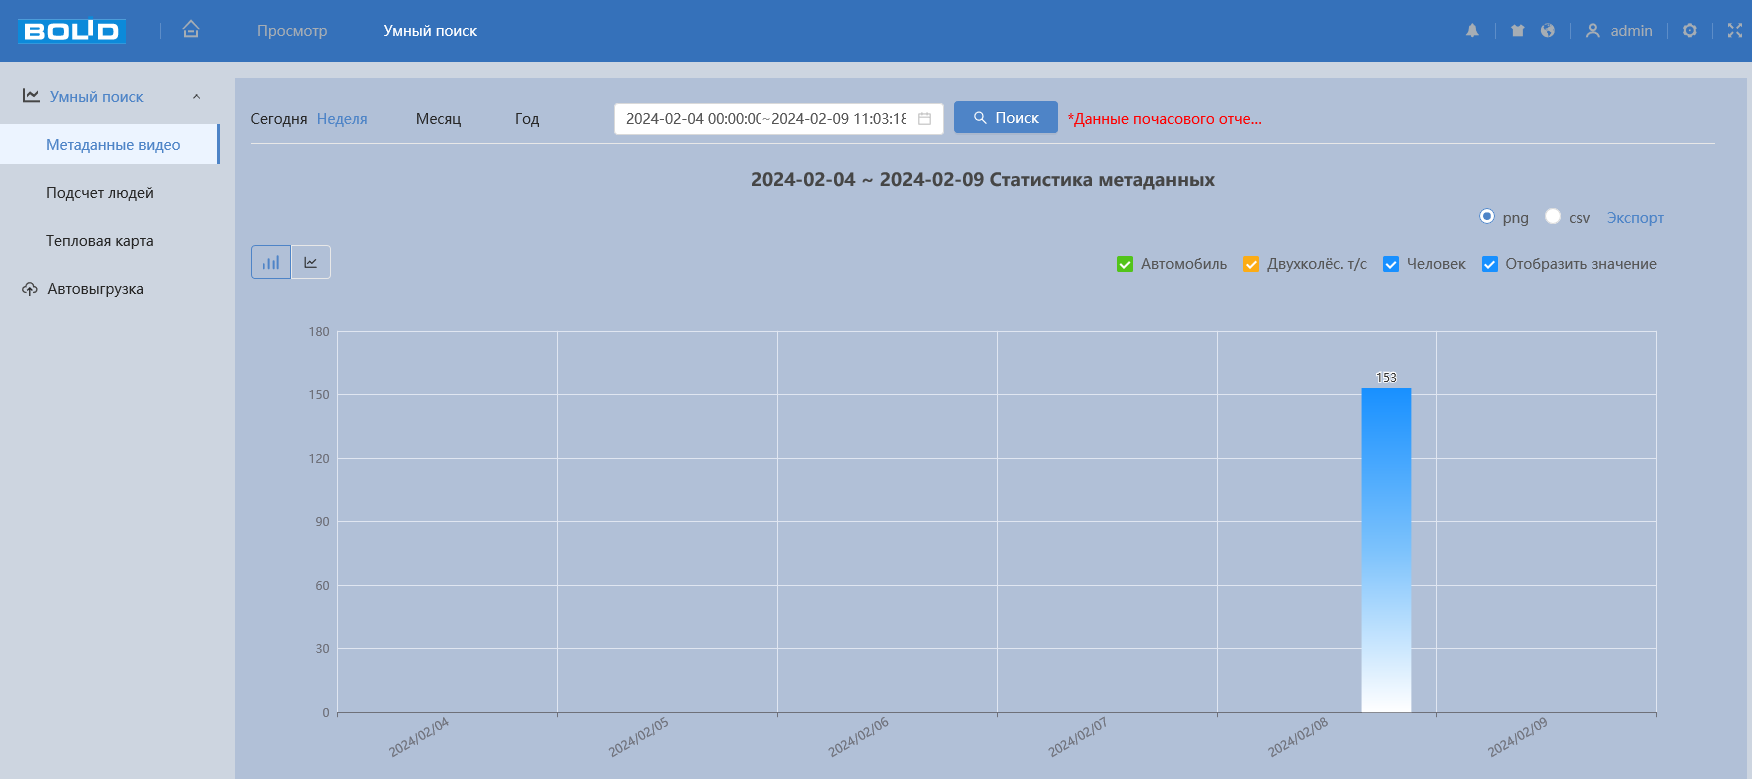 BOLID
Просмотр
Умный поиск
admin
Умный поиск
Метаданные видео
Подсчет людей
Тепловая карта
Автовыгрузка
Сегодня Неделя Месяц Год
2024-02-04 00:00:00~2024-02-09 11:03:18
Поиск
*Данные почасового отче...
2024-02-04 ~ 2024-02-09 Статистика метаданных
png csv Экспорт
Автомобиль Двухколёс. т/с Человек Отобразить значение
180
153
150
120
90
60
30
0
2024/02/04 2024/02/05 2024/02/06 2024/02/07 2024/02/08 2024/02/09